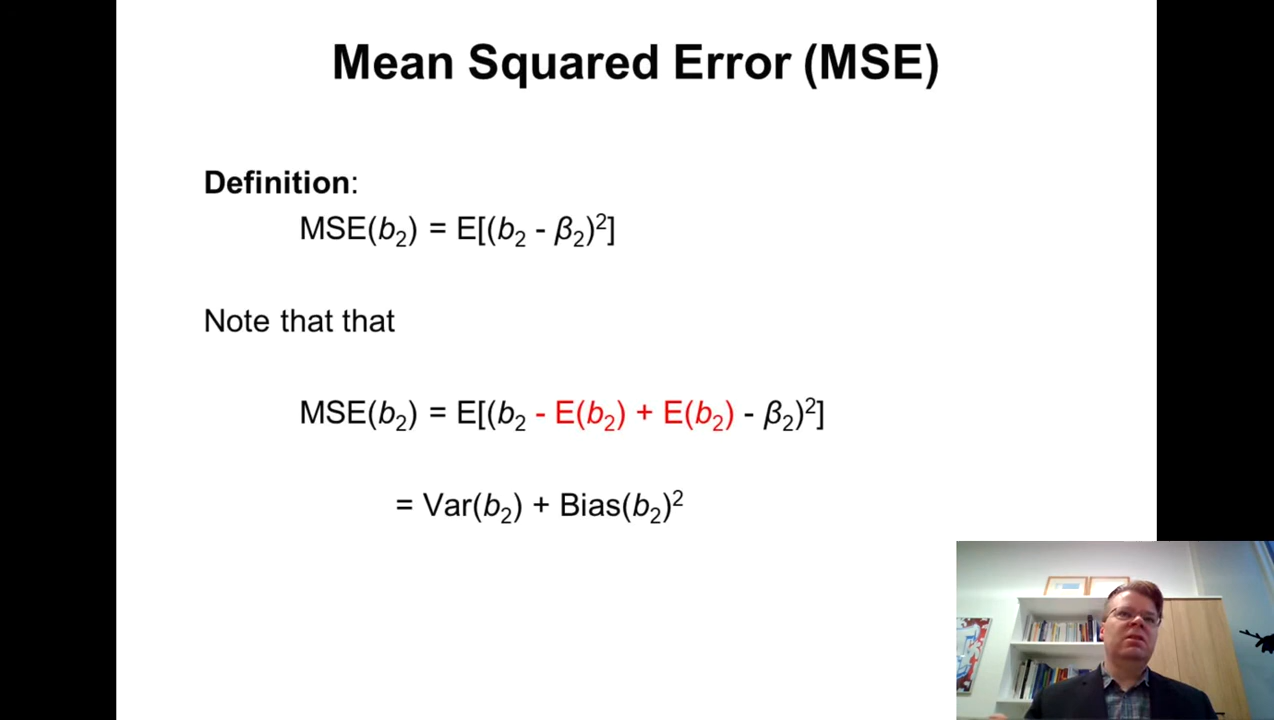 Mean Squared Error (MSE)
Definition:
MSE(b₂) = E[(b₂ - β₂)²]
Note that that
MSE(b₂) = E[(b₂ - E(b₂) + E(b₂) - β₂)²]
= Var(b₂) + Bias(b₂)²